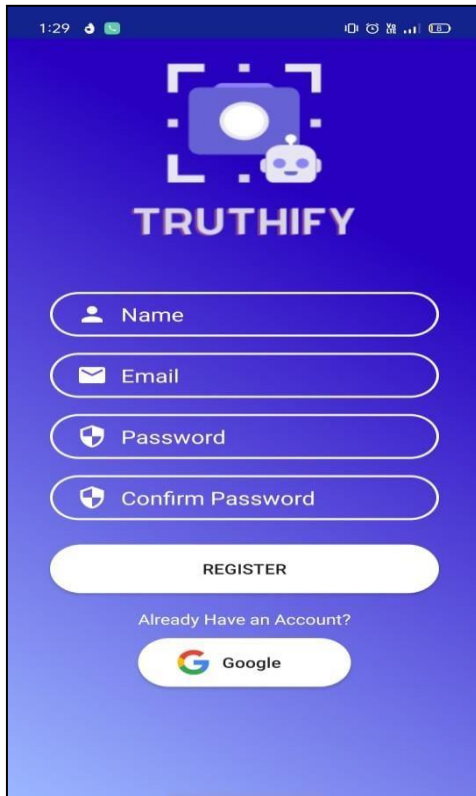 1:29
TRUTHIFY
Name
Email
Password
Confirm Password
REGISTER
Already Have an Account?
Google